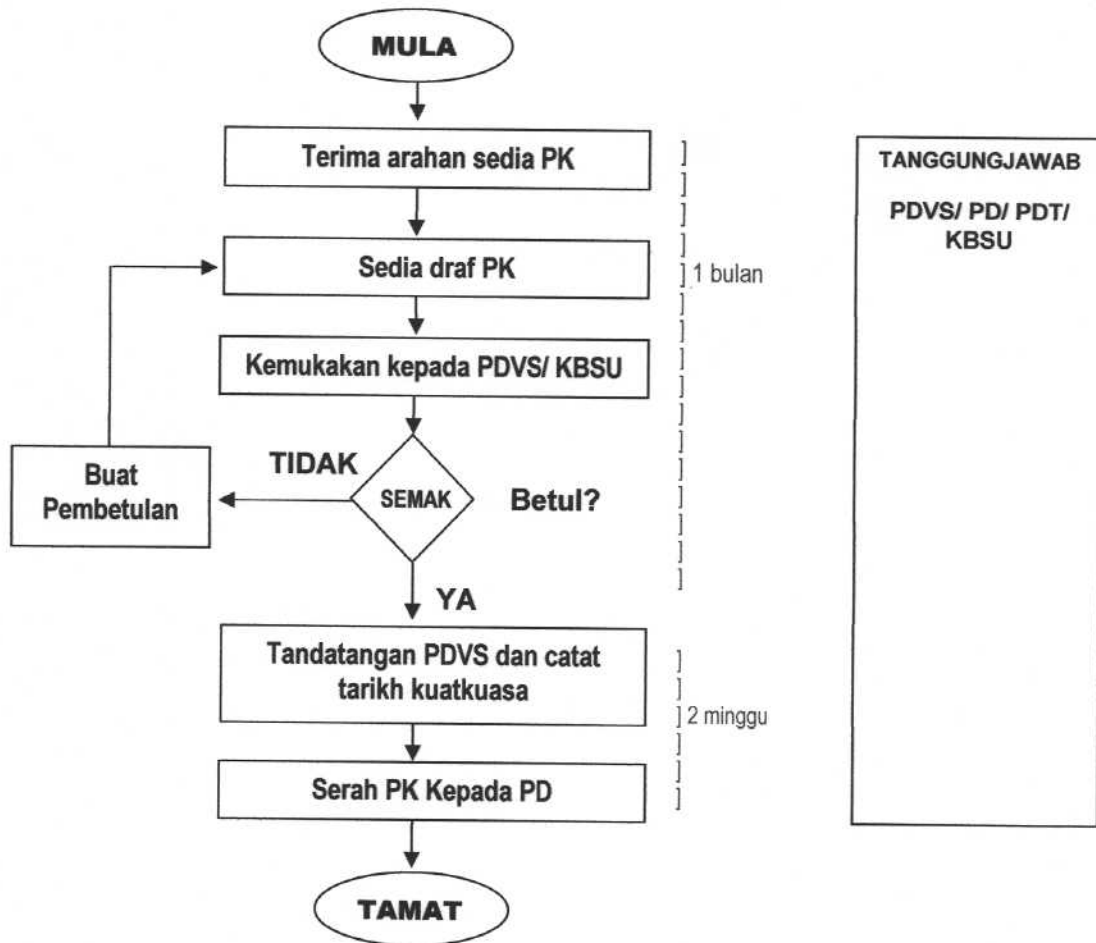 MULA
Terima arahan sedia PK
TANGGUNGJAWAB
PDVS/ PD/ PDT/
KBSU
Sedia draf PK
1 bulan
Kemukakan kepada PDVS/ KBSU
Buat
Pembetulan
TIDAK
SEMAK
Betul?
YA
Tandatangan PDVS dan catat
tarikh kuatkuasa
2 minggu
Serah PK Kepada PD
TAMAT